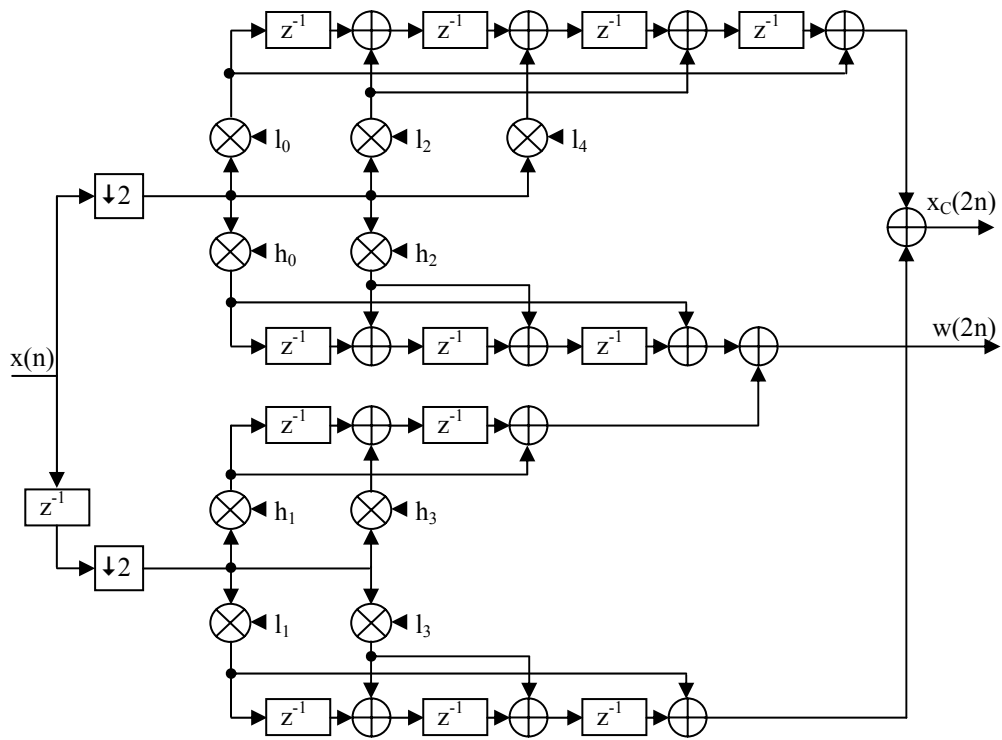 z⁻¹ z⁻¹ z⁻¹ z⁻¹
l₀ l₂ l₄
↓2
x_C(2n)
h₀ h₂
w(2n)
z⁻¹ z⁻¹ z⁻¹
x(n)
z⁻¹ z⁻¹
z⁻¹
h₁ h₃
↓2
l₁ l₃
z⁻¹ z⁻¹ z⁻¹